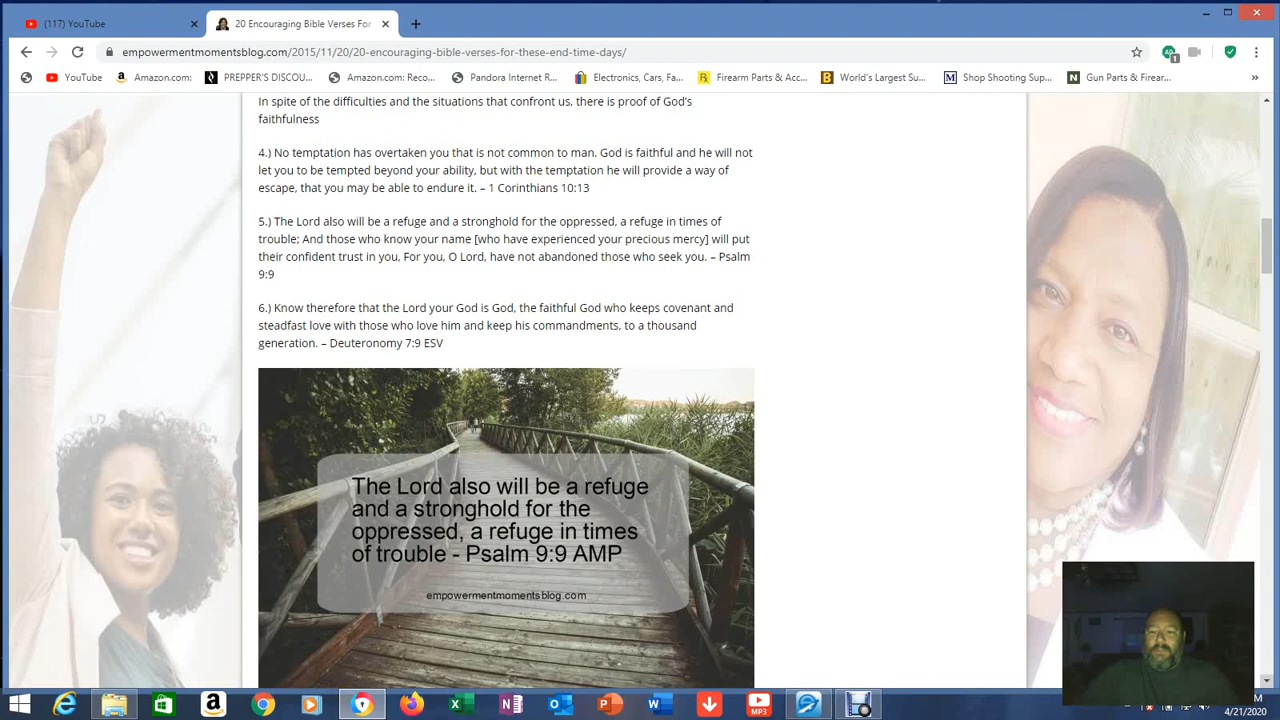 (117) YouTube
20 Encouraging Bible Verses For
empowermentmomentsblog.com/2015/11/20/20-encouraging-bible-verses-for-these-end-time-days/
YouTube
Amazon.com:
PREPPER'S DISCOU...
Amazon.com: Reco...
Pandora Internet R...
Electronics, Cars, Fa...
Firearm Parts & Acc...
World's Largest Su...
Shop Shooting Sup...
Gun Parts & Firear...
In spite of the difficulties and the situations that confront us, there is proof of God's
faithfulness
4.) No temptation has overtaken you that is not common to man. God is faithful and he will not
let you to be tempted beyond your ability, but with the temptation he will provide a way of
escape, that you may be able to endure it. – 1 Corinthians 10:13
5.) The Lord also will be a refuge and a stronghold for the oppressed, a refuge in times of
trouble; And those who know your name [who have experienced your precious mercy] will put
their confident trust in you, For you, O Lord, have not abandoned those who seek you. – Psalm
9:9
6.) Know therefore that the Lord your God is God, the faithful God who keeps covenant and
steadfast love with those who love him and keep his commandments, to a thousand
generation. – Deuteronomy 7:9 ESV
The Lord also will be a refuge
and a stronghold for the
oppressed, a refuge in times
of trouble - Psalm 9:9 AMP
empowermentmomentsblog.com
MP3
4/21/2020